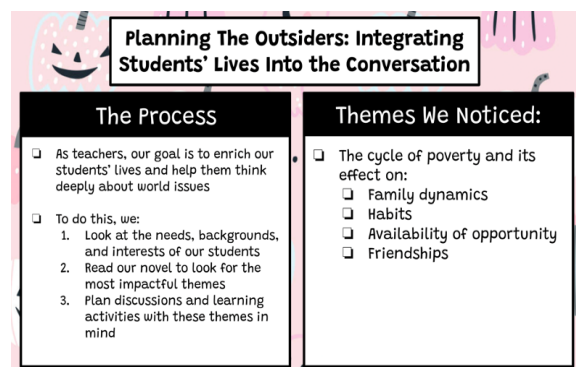 Planning The Outsiders: Integrating
Students' Lives Into the Conversation
The Process
❏ As teachers, our goal is to enrich our
students' lives and help them think
deeply about world issues
❏ To do this, we:
1. Look at the needs, backgrounds,
and interests of our students
2. Read our novel to look for the
most impactful themes
3. Plan discussions and learning
activities with these themes in
mind
Themes We Noticed:
❏ The cycle of poverty and its
effect on:
❏ Family dynamics
❏ Habits
❏ Availability of opportunity
❏ Friendships